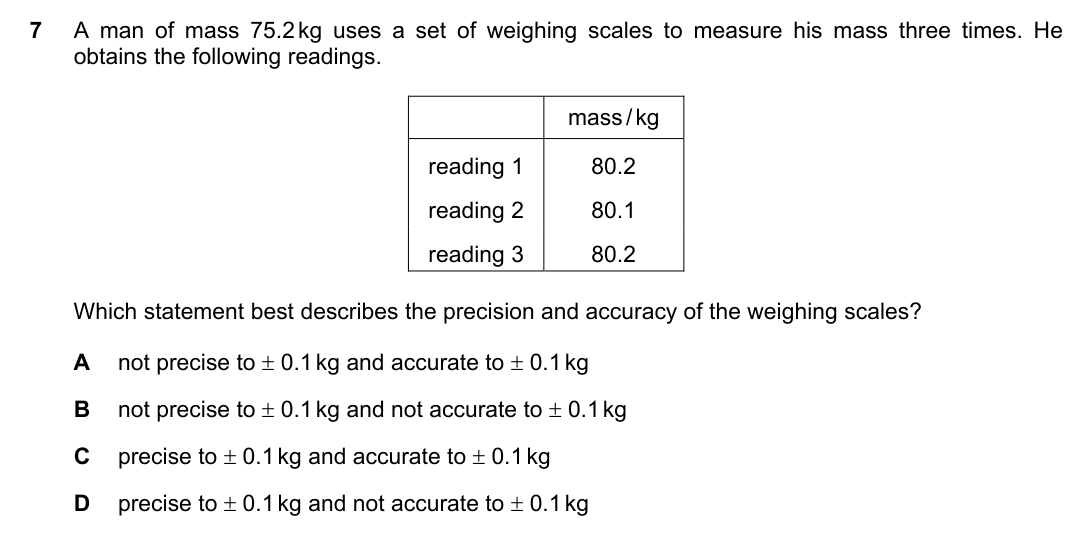 7 A man of mass 75.2 kg uses a set of weighing scales to measure his mass three times. He
obtains the following readings.
mass / kg
reading 1 80.2
reading 2 80.1
reading 3 80.2
Which statement best describes the precision and accuracy of the weighing scales?
A not precise to ± 0.1 kg and accurate to ± 0.1 kg
B not precise to ± 0.1 kg and not accurate to ± 0.1 kg
C precise to ± 0.1 kg and accurate to ± 0.1 kg
D precise to ± 0.1 kg and not accurate to ± 0.1 kg